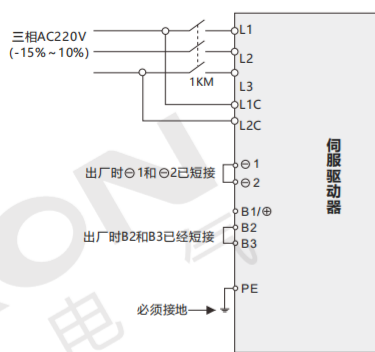 三相AC220V
(-15%~10%)
1KM
L1
L2
L3
L1C
L2C
出厂时⊖1和⊖2已短接
⊖1
⊖2
B1/⊕
出厂时B2和B3已经短接
B2
B3
PE
必须接地
伺服驱动器